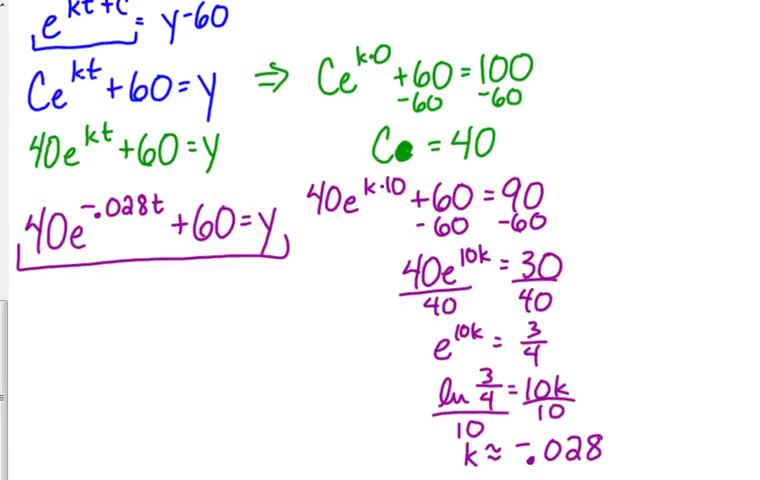 e^{kt+c} = y-60
Ce^{kt} + 60 = y ⇒ Ce^{k·0} + 60 = 100
-60 -60
40e^{kt} + 60 = y
C = 40
40e^{-.028t} + 60 = y
40e^{k·10} + 60 = 90
-60 -60
40e^{10k} = 30
40 40
e^{10k} = 3/4
ln 3/4 = 10k
10 10
k ≈ -.028